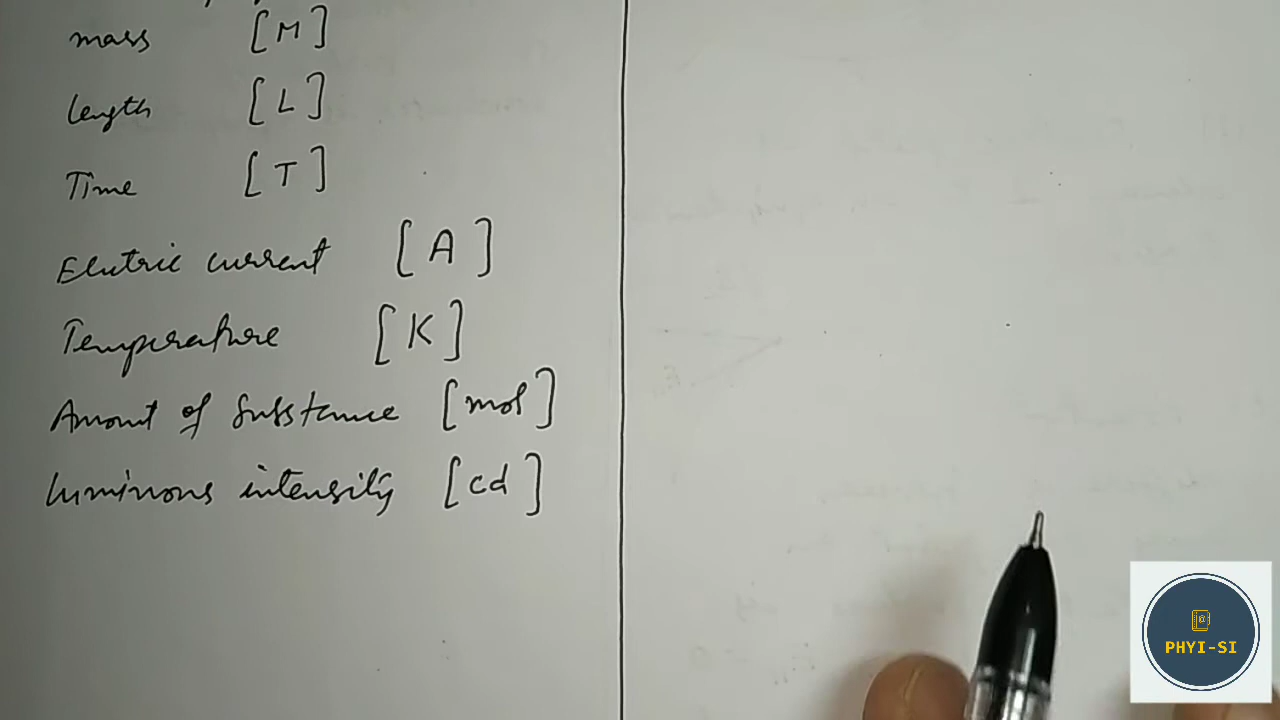 mass [M]
length [L]
Time [T]
Electric current [A]
Temperature [K]
Amount of Substance [mol]
luminous intensity [cd]
PHYI-SI